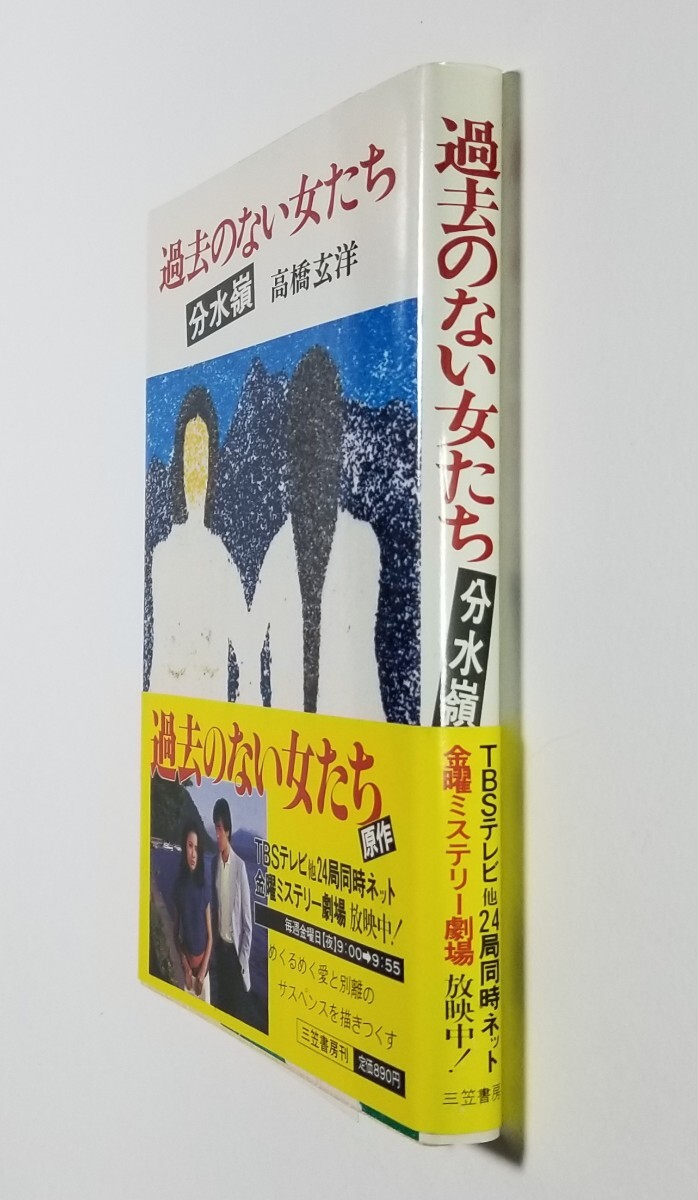 過去のない女たち
分水嶺
高橋玄洋
過去のない女たち
原作
TBSテレビ他24局同時ネット
金曜ミステリー劇場 放映中!
毎週金曜日[夜]9:00➡9:55
めくるめく愛と別離の
サスペンスを描きつくす
三笠書房刊
定価890円
過去のない女たち
分水嶺
TBSテレビ他24局同時ネット
金曜ミステリー劇場 放映中!
三笠書房